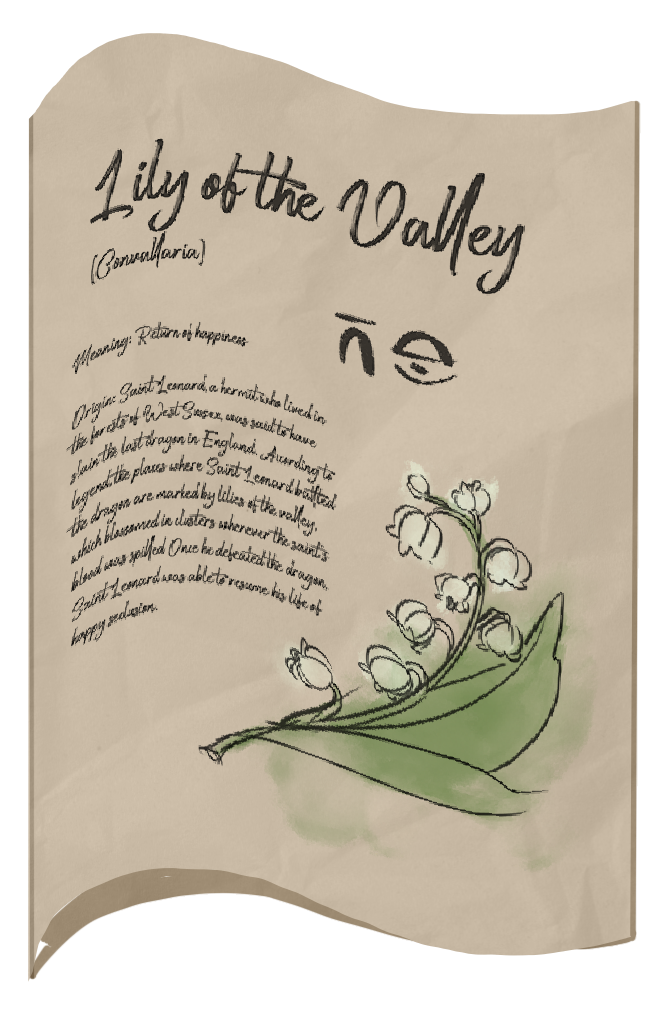 Lily of the Valley
(Convallaria)
Meaning: Return of happiness
Origin: Saint Leonard, a hermit who lived in
the forests of West Sussex, was said to have
slain the last dragon in England. Acording to
legend the places where Saint Leonard battled
the dragon are marked by lilies of the valley,
which blossomed in clusters wherever the saint's
blood was spilled Once he defeated the dragon,
Saint Leonard was able to resume his life of
happy seclusion.